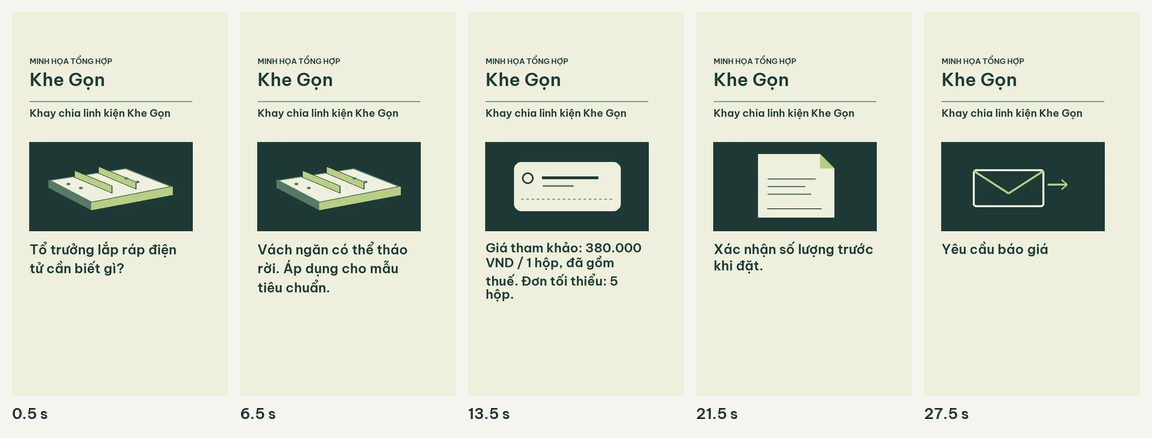 MINH HỌA TỔNG HỢP
Khe Gọn
Khay chia linh kiện Khe Gọn
Tổ trưởng lắp ráp điện
tử cần biết gì?
0.5 s
MINH HỌA TỔNG HỢP
Khe Gọn
Khay chia linh kiện Khe Gọn
Vách ngăn có thể tháo
rời. Áp dụng cho mẫu
tiêu chuẩn.
6.5 s
MINH HỌA TỔNG HỢP
Khe Gọn
Khay chia linh kiện Khe Gọn
Giá tham khảo: 380.000
VND / 1 hộp, đã gồm
thuế. Đơn tối thiểu: 5
hộp.
13.5 s
MINH HỌA TỔNG HỢP
Khe Gọn
Khay chia linh kiện Khe Gọn
Xác nhận số lượng trước
khi đặt.
21.5 s
MINH HỌA TỔNG HỢP
Khe Gọn
Khay chia linh kiện Khe Gọn
Yêu cầu báo giá
27.5 s